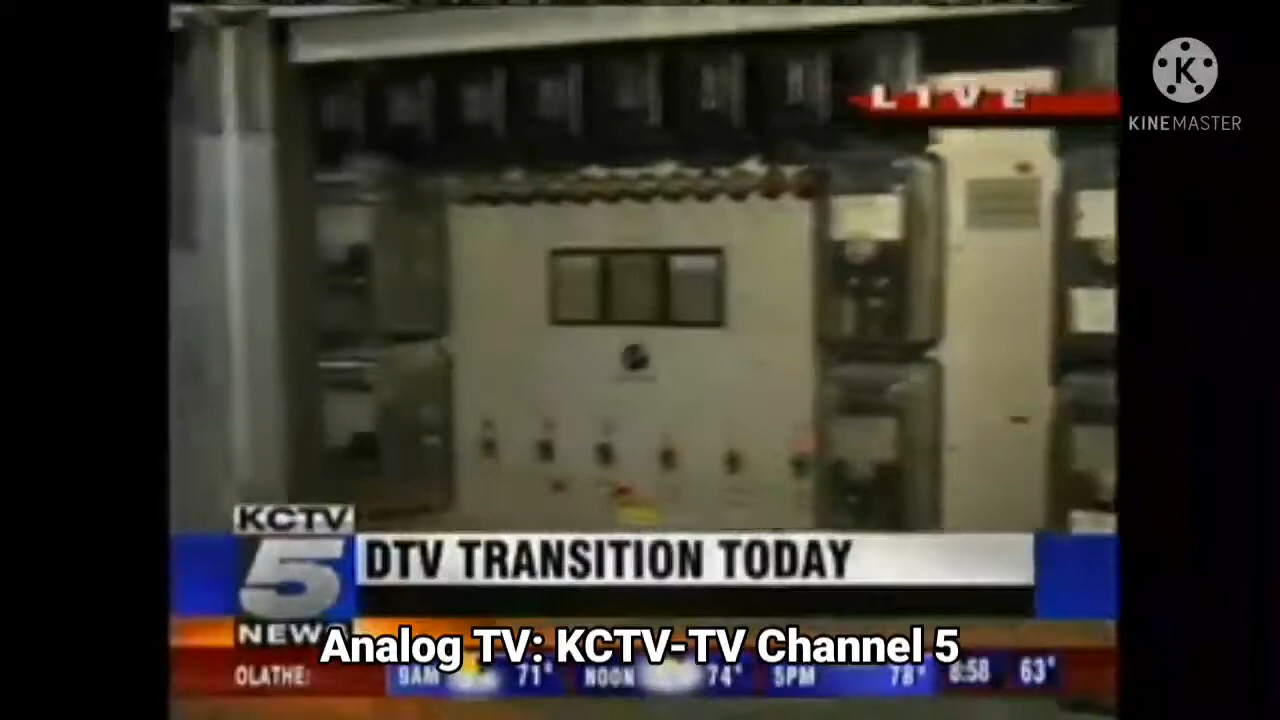 LIVE
K
KINEMASTER
KCTV
5
NEWS
DTV TRANSITION TODAY
Analog TV: KCTV-TV Channel 5
OLATHE: 9AM 71° NOON 74° 5PM 78° 8:58 63°